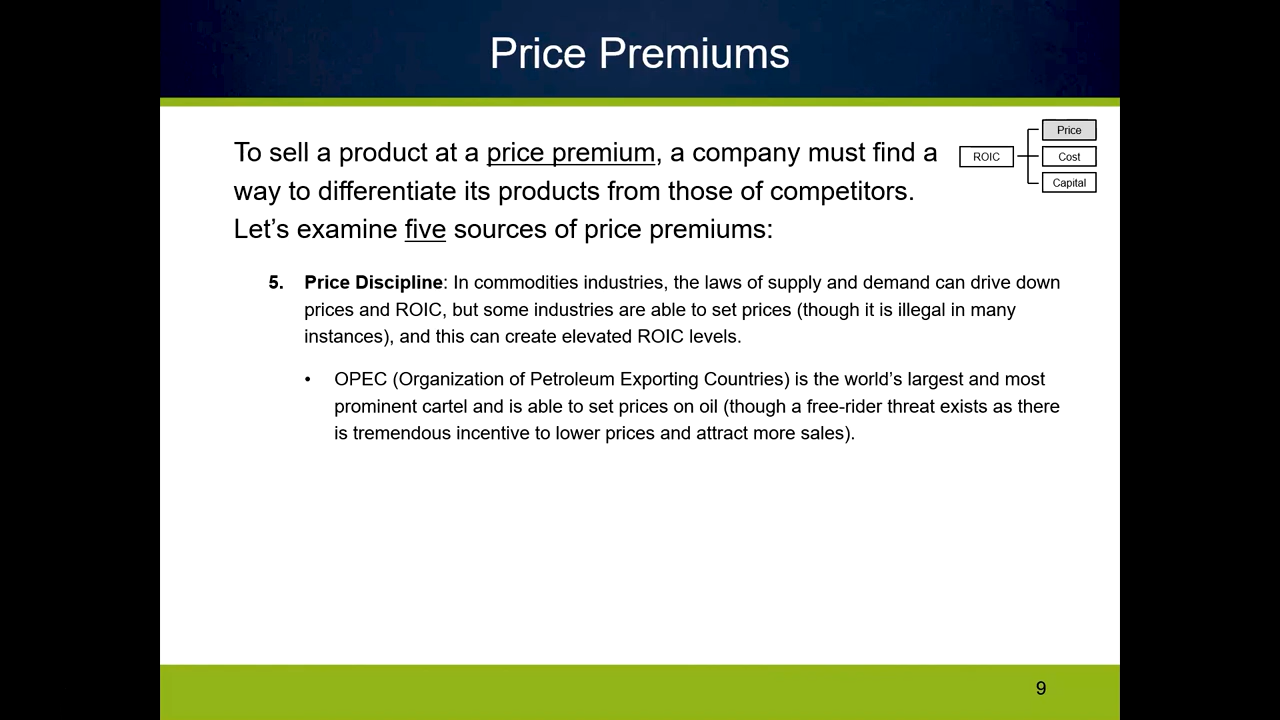 Price Premiums
To sell a product at a price premium, a company must find a
way to differentiate its products from those of competitors.
Let’s examine five sources of price premiums:
Price
ROIC
Cost
Capital
5. Price Discipline: In commodities industries, the laws of supply and demand can drive down
prices and ROIC, but some industries are able to set prices (though it is illegal in many
instances), and this can create elevated ROIC levels.
• OPEC (Organization of Petroleum Exporting Countries) is the world’s largest and most
prominent cartel and is able to set prices on oil (though a free-rider threat exists as there
is tremendous incentive to lower prices and attract more sales).
9